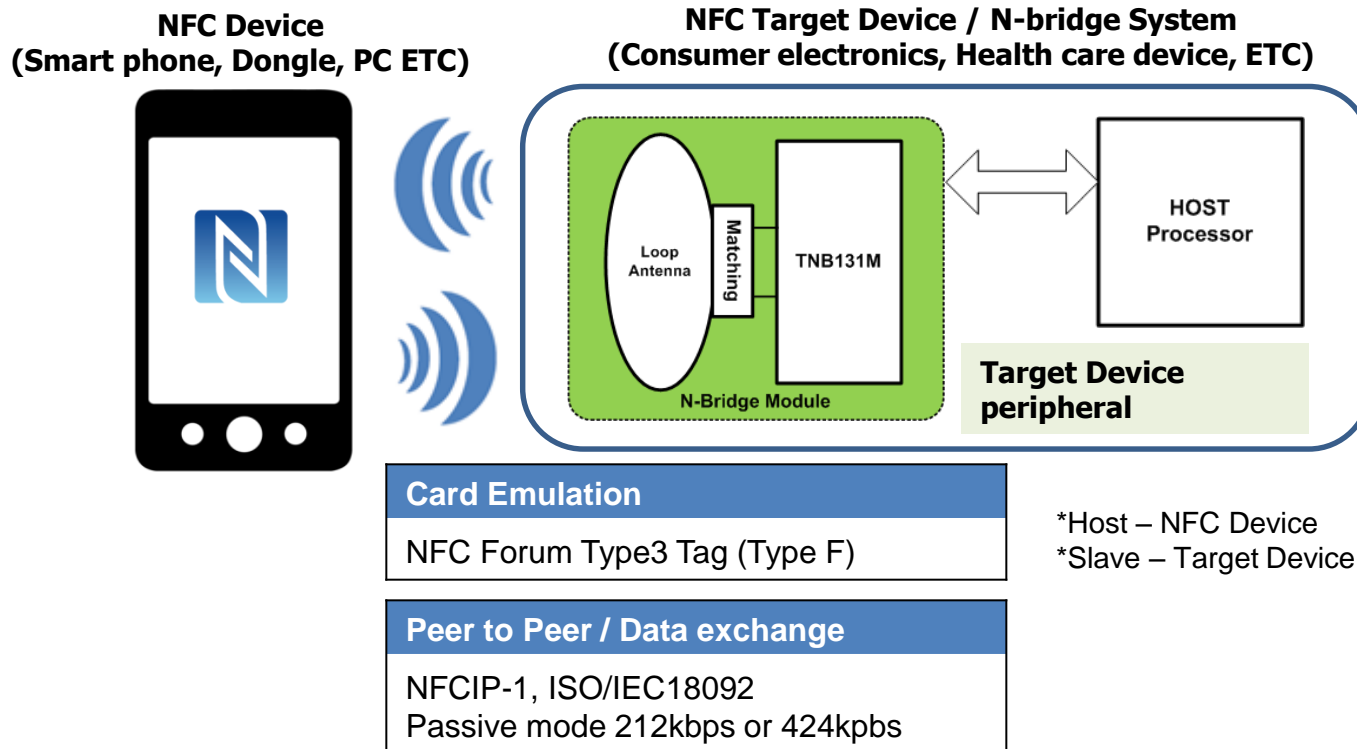 NFC Device
(Smart phone, Dongle, PC ETC)
NFC Target Device / N-bridge System
(Consumer electronics, Health care device, ETC)
Loop
Antenna
Matching
TNB131M
N-Bridge Module
HOST
Processor
Target Device
peripheral
Card Emulation
NFC Forum Type3 Tag (Type F)
*Host – NFC Device
*Slave – Target Device
Peer to Peer / Data exchange
NFCIP-1, ISO/IEC18092
Passive mode 212kbps or 424kpbs